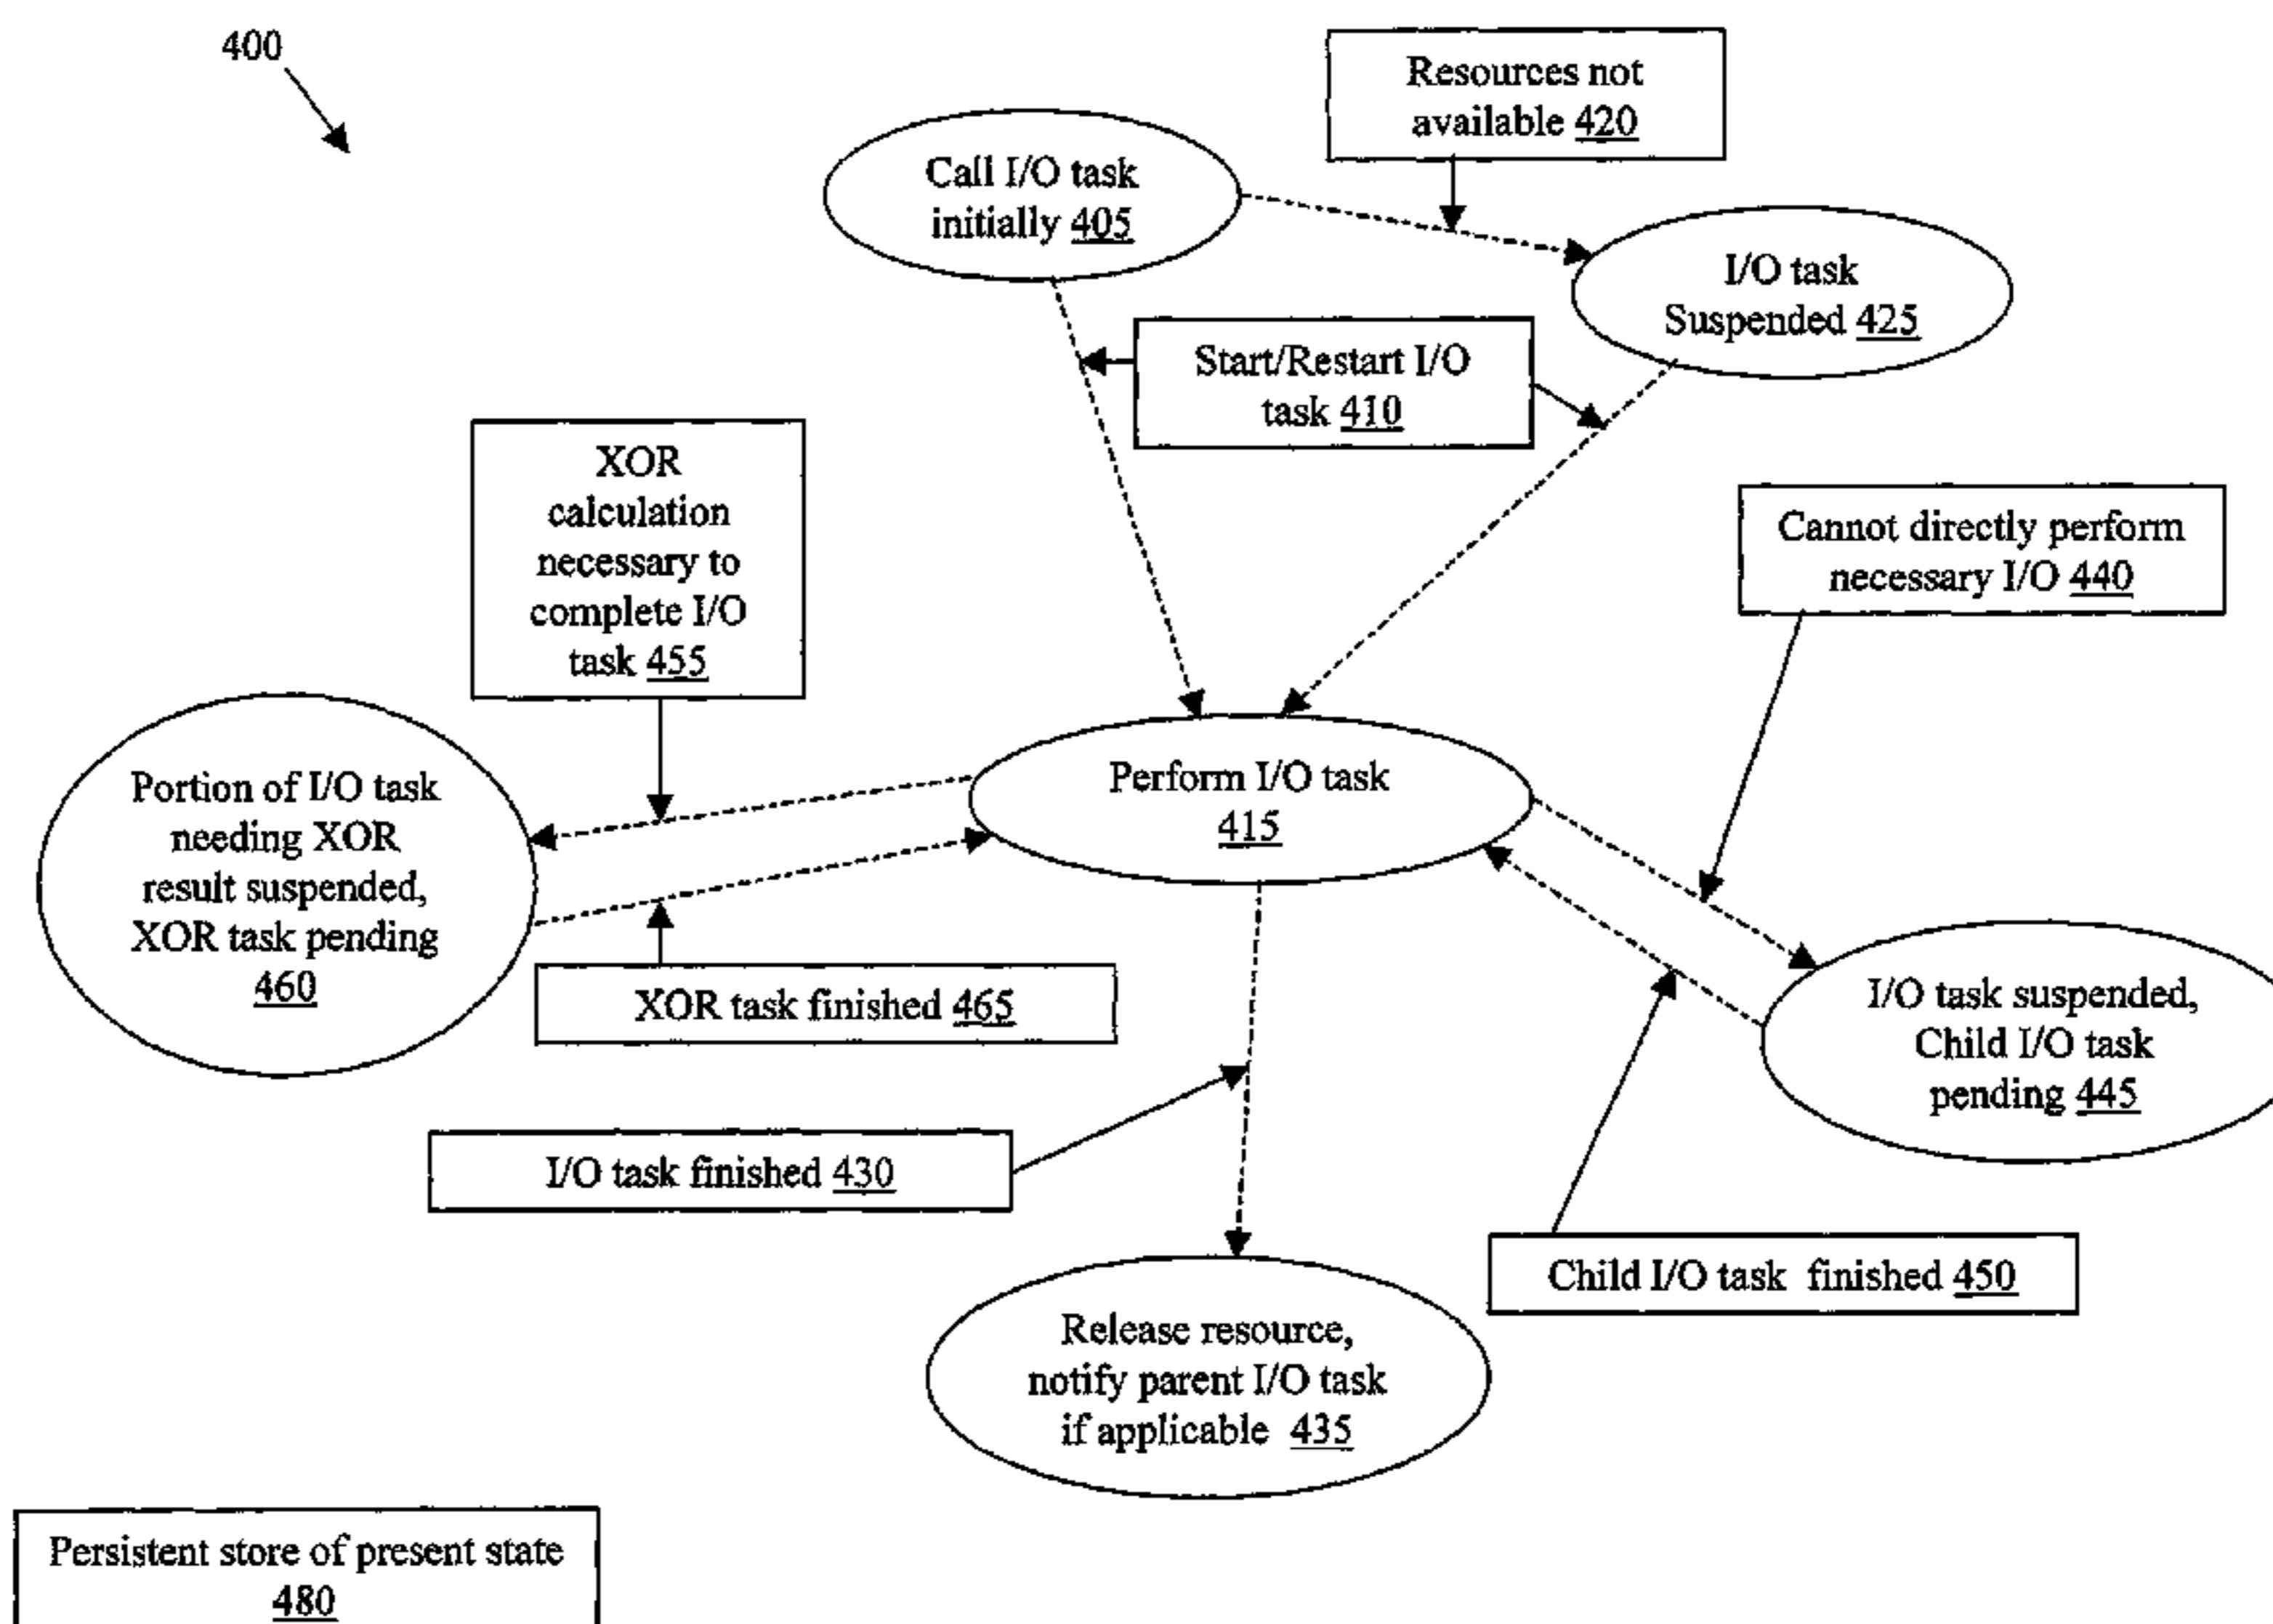 400
Resources not
available 420
Call I/O task
initially 405
I/O task
Suspended 425
Start/Restart I/O
task 410
XOR
calculation
necessary to
complete I/O
task 455
Cannot directly perform
necessary I/O 440
Portion of I/O task
needing XOR
result suspended,
XOR task pending
460
Perform I/O task
415
XOR task finished 465
I/O task suspended,
Child I/O task
pending 445
I/O task finished 430
Child I/O task finished 450
Release resource,
notify parent I/O task
if applicable 435
Persistent store of present state
480